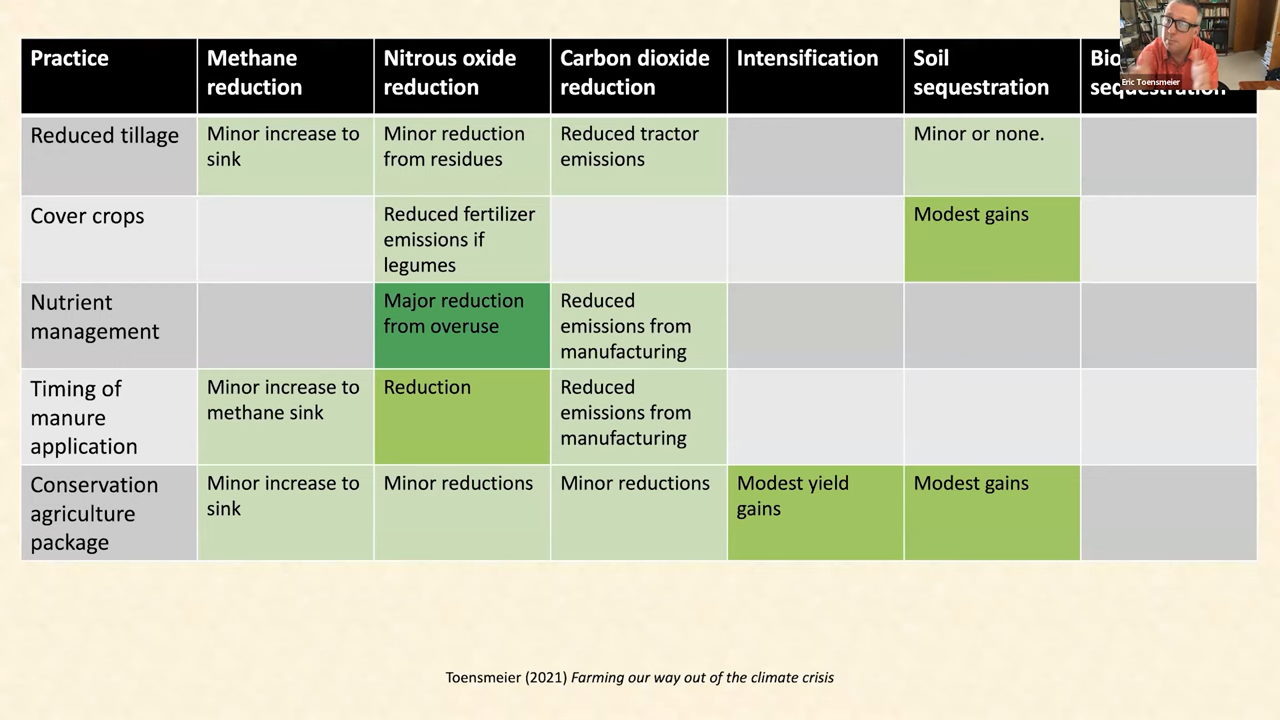 Practice
Methane
reduction
Nitrous oxide
reduction
Carbon dioxide
reduction
Intensification
Soil
sequestration
Eric Toensmeier
Reduced tillage
Minor increase to
sink
Minor reduction
from residues
Reduced tractor
emissions
Minor or none.
Cover crops
Reduced fertilizer
emissions if
legumes
Modest gains
Nutrient
management
Major reduction
from overuse
Reduced
emissions from
manufacturing
Timing of
manure
application
Minor increase to
methane sink
Reduction
Reduced
emissions from
manufacturing
Conservation
agriculture
package
Minor increase to
sink
Minor reductions
Minor reductions
Modest yield
gains
Modest gains
Toensmeier (2021) Farming our way out of the climate crisis